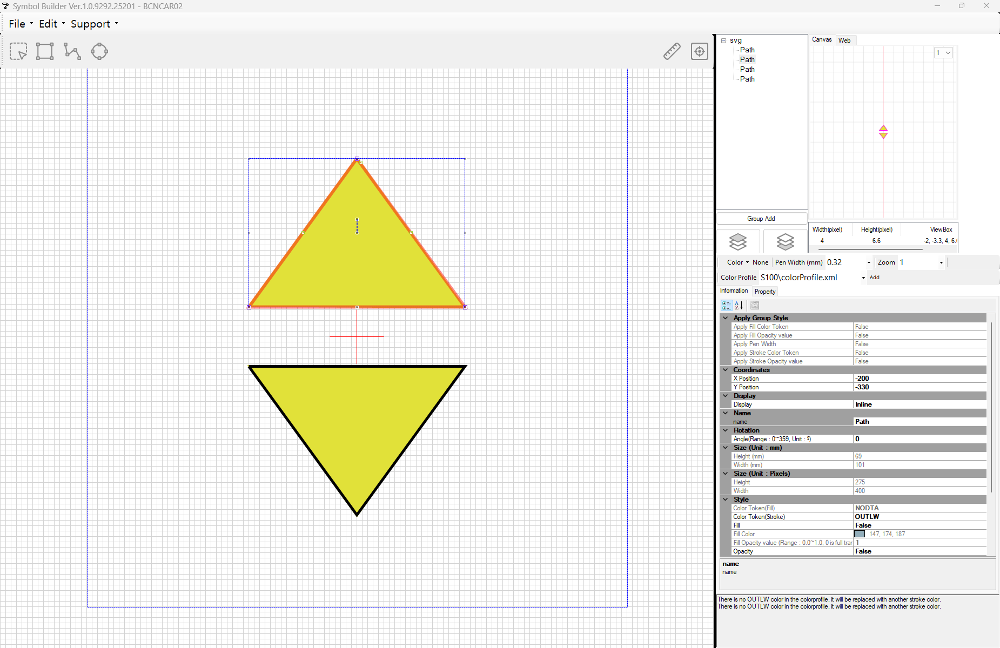 Symbol Builder Ver.1.0.9292.25201 - BCNCAR02
File Edit Support
svg
Path
Path
Path
Path
Canvas Web
1
Group Add
Width(pixel) Height(pixel) ViewBox
4 6.6 -2, -3.3, 4, 6.
Color None Pen Width (mm) 0.32 Zoom 1
Color Profile S100\colorProfile.xml Add
Information Property
Apply Group Style
Apply Fill Color Token False
Apply Fill Opacity value False
Apply Pen Width False
Apply Stroke Color Token False
Apply Stroke Opacity value False
Coordinates
X Position -200
Y Position -330
Display
Display Inline
Name
name Path
Rotation
Angle(Range : 0~359, Unit : º) 0
Size (Unit : mm)
Height (mm) 69
Width (mm) 101
Size (Unit : Pixels)
Height 275
Width 400
Style
Color Token(Fill) NODTA
Color Token(Stroke) OUTLW
Fill False
Fill Color 147, 174, 187
Fill Opacity value (Range : 0.0~1.0, 0 is full tran 1
Opacity False
name
name
There is no OUTLW color in the colorprofile, it will be replaced with another stroke color.
There is no OUTLW color in the colorprofile, it will be replaced with another stroke color.